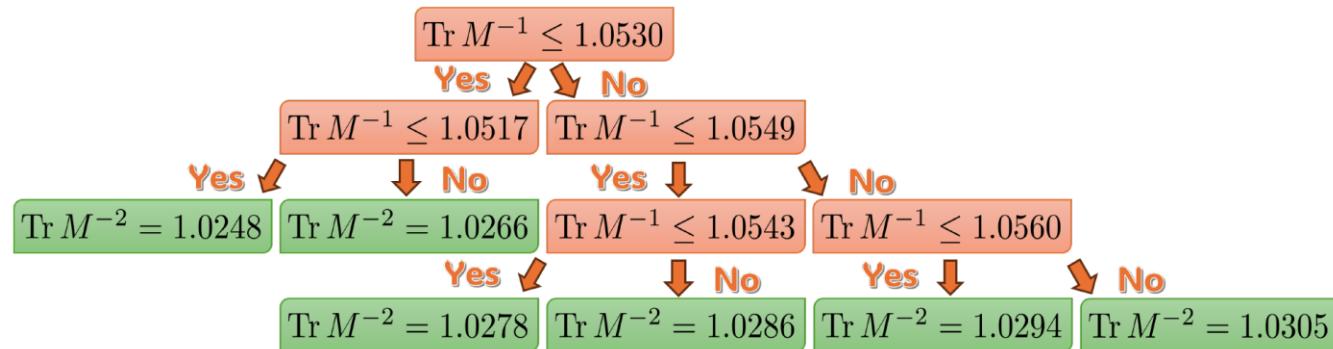 Tr M⁻¹ ≤ 1.0530
Yes No
Tr M⁻¹ ≤ 1.0517 Tr M⁻¹ ≤ 1.0549
Yes No Yes No
Tr M⁻² = 1.0248 Tr M⁻² = 1.0266 Tr M⁻¹ ≤ 1.0543 Tr M⁻¹ ≤ 1.0560
Yes No Yes No
Tr M⁻² = 1.0278 Tr M⁻² = 1.0286 Tr M⁻² = 1.0294 Tr M⁻² = 1.0305